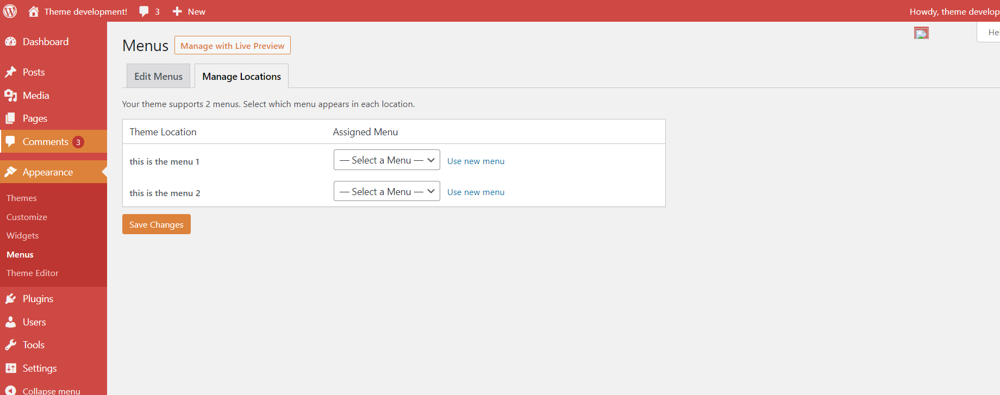 Theme development! 3 New Howdy, theme develop
Dashboard
Posts
Media
Pages
Comments 3
Appearance
Themes
Customize
Widgets
Menus
Theme Editor
Plugins
Users
Tools
Settings
Collapse menu
Hel
Menus Manage with Live Preview
Edit Menus Manage Locations
Your theme supports 2 menus. Select which menu appears in each location.
Theme Location Assigned Menu
this is the menu 1 — Select a Menu — Use new menu
this is the menu 2 — Select a Menu — Use new menu
Save Changes